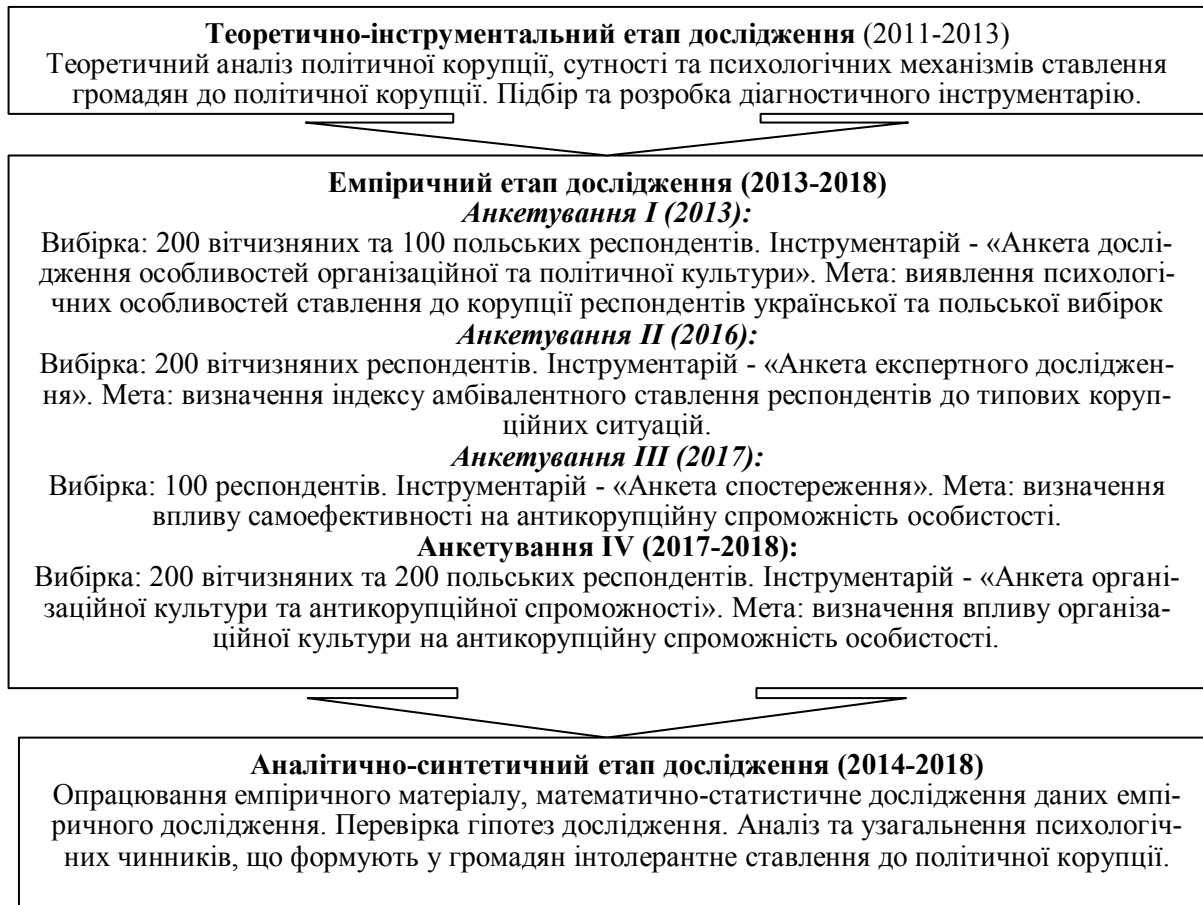 Теоретично-інструментальний етап дослідження (2011-2013)
Теоретичний аналіз політичної корупції, сутності та психологічних механізмів ставлення
громадян до політичної корупції. Підбір та розробка діагностичного інструментарію.
Емпіричний етап дослідження (2013-2018)
Анкетування I (2013):
Вибірка: 200 вітчизняних та 100 польських респондентів. Інструментарій - «Анкета дослі-
дження особливостей організаційної та політичної культури». Мета: виявлення психологі-
чних особливостей ставлення до корупції респондентів української та польської вибірок
Анкетування II (2016):
Вибірка: 200 вітчизняних респондентів. Інструментарій - «Анкета експертного досліджен-
ня». Мета: визначення індексу амбівалентного ставлення респондентів до типових коруп-
ційних ситуацій.
Анкетування III (2017):
Вибірка: 100 респондентів. Інструментарій - «Анкета спостереження». Мета: визначення
впливу самоефективності на антикорупційну спроможність особистості.
Анкетування IV (2017-2018):
Вибірка: 200 вітчизняних та 200 польських респондентів. Інструментарій - «Анкета органі-
заційної культури та антикорупційної спроможності». Мета: визначення впливу організа-
ційної культури на антикорупційну спроможність особистості.
Аналітично-синтетичний етап дослідження (2014-2018)
Опрацювання емпіричного матеріалу, математично-статистичне дослідження даних емпі-
ричного дослідження. Перевірка гіпотез дослідження. Аналіз та узагальнення психологіч-
них чинників, що формують у громадян інтолерантне ставлення до політичної корупції.